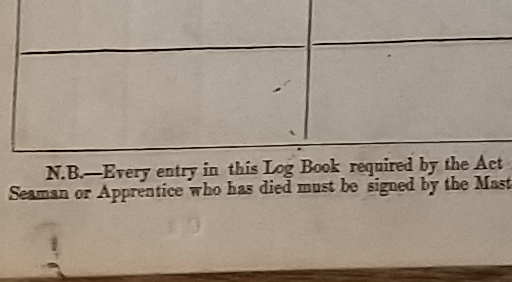 N.B.—Every entry in this Log Book required by the Act
Seaman or Apprentice who has died must be signed by the Mast